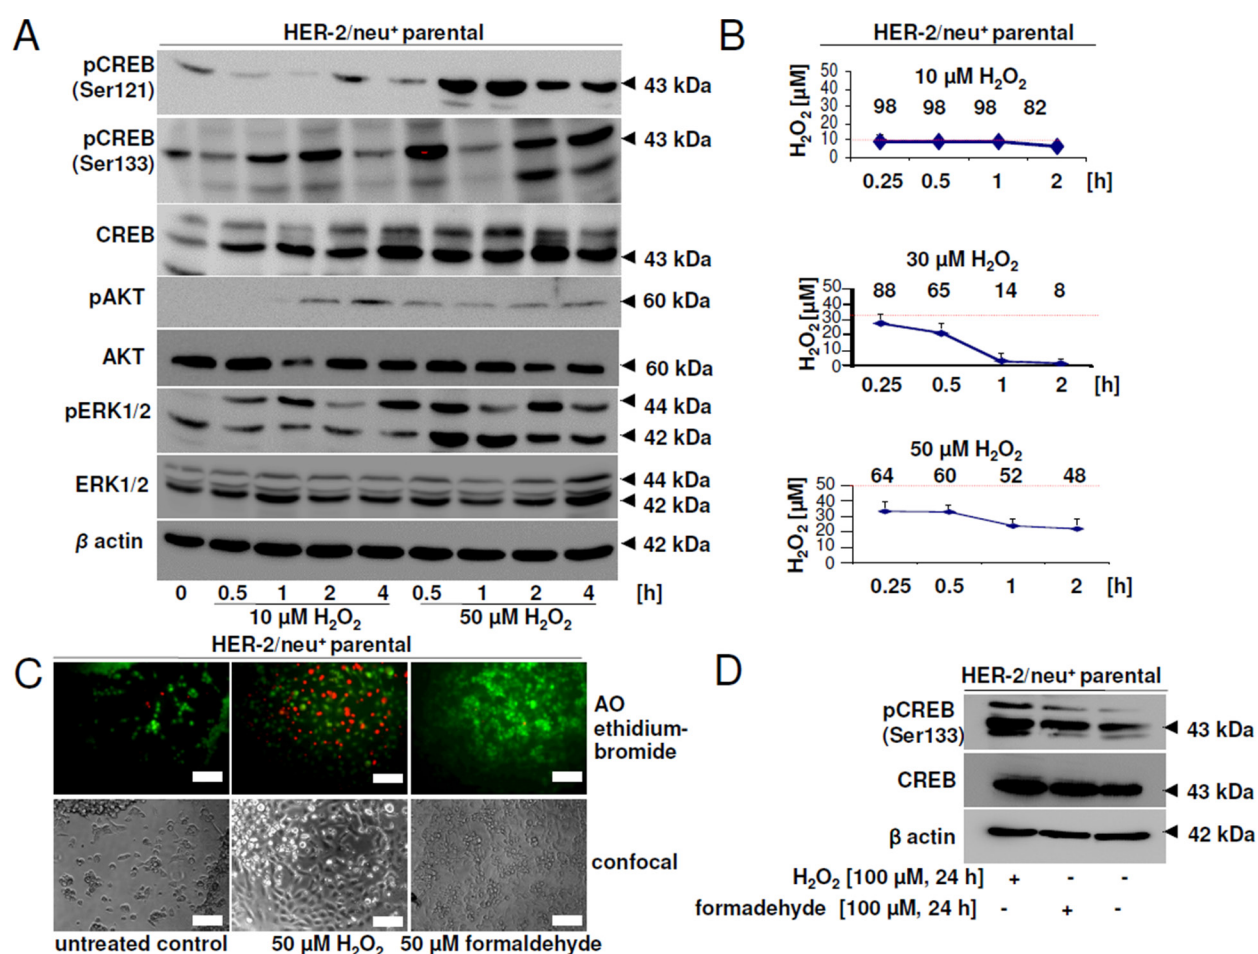 A
HER-2/neu⁺ parental
pCREB
(Ser121)
43 kDa
pCREB
(Ser133)
43 kDa
CREB
43 kDa
pAKT
60 kDa
AKT
60 kDa
pERK1/2
44 kDa
42 kDa
ERK1/2
44 kDa
42 kDa
β actin
42 kDa
0 0.5 1 2 4 0.5 1 2 4 [h]
10 µM H₂O₂ 50 µM H₂O₂
B
HER-2/neu⁺ parental
10 µM H₂O₂
98 98 98 82
H₂O₂ [µM]
50
40
30
20
10
0
0.25 0.5 1 2 [h]
30 µM H₂O₂
88 65 14 8
H₂O₂ [µM]
50
40
30
20
10
0
0.25 0.5 1 2 [h]
50 µM H₂O₂
64 60 52 48
H₂O₂ [µM]
50
40
30
20
10
0
0.25 0.5 1 2 [h]
C
HER-2/neu⁺ parental
AO
ethidium-
bromide
confocal
untreated control 50 µM H₂O₂ 50 µM formaldehyde
D
HER-2/neu⁺ parental
pCREB
(Ser133)
43 kDa
CREB
43 kDa
β actin
42 kDa
H₂O₂ [100 µM, 24 h] + - -
formadehyde [100 µM, 24 h] - + -